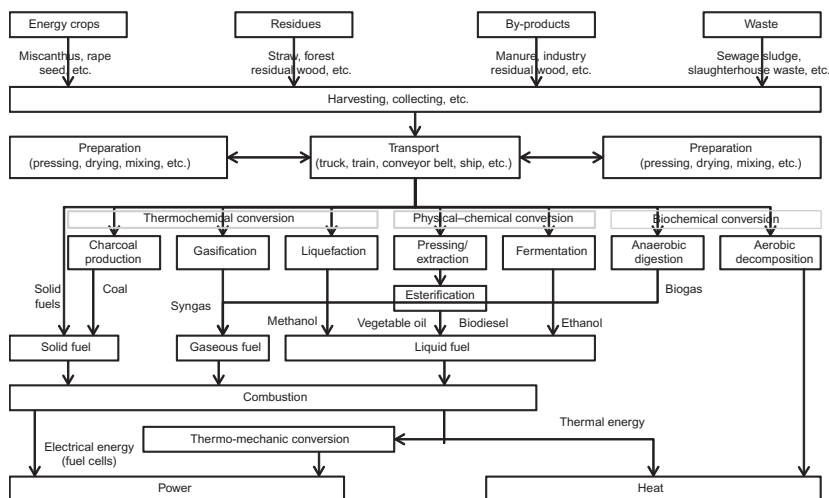 Energy crops
Residues
By-products
Waste
Miscanthus, rape
seed, etc.
Straw, forest
residual wood, etc.
Manure, industry
residual wood, etc.
Sewage sludge,
slaughterhouse waste, etc.
Harvesting, collecting, etc.
Preparation
(pressing, drying, mixing, etc.)
Transport
(truck, train, conveyor belt, ship, etc.)
Preparation
(pressing, drying, mixing, etc.)
Thermochemical conversion
Physical–chemical conversion
Biochemical conversion
Charcoal
production
Gasification
Liquefaction
Pressing/
extraction
Fermentation
Anaerobic
digestion
Aerobic
decomposition
Solid
fuels
Coal
Syngas
Esterification
Biogas
Methanol
Vegetable oil
Biodiesel
Ethanol
Solid fuel
Gaseous fuel
Liquid fuel
Combustion
Thermal energy
Electrical energy
(fuel cells)
Thermo-mechanic conversion
Power
Heat